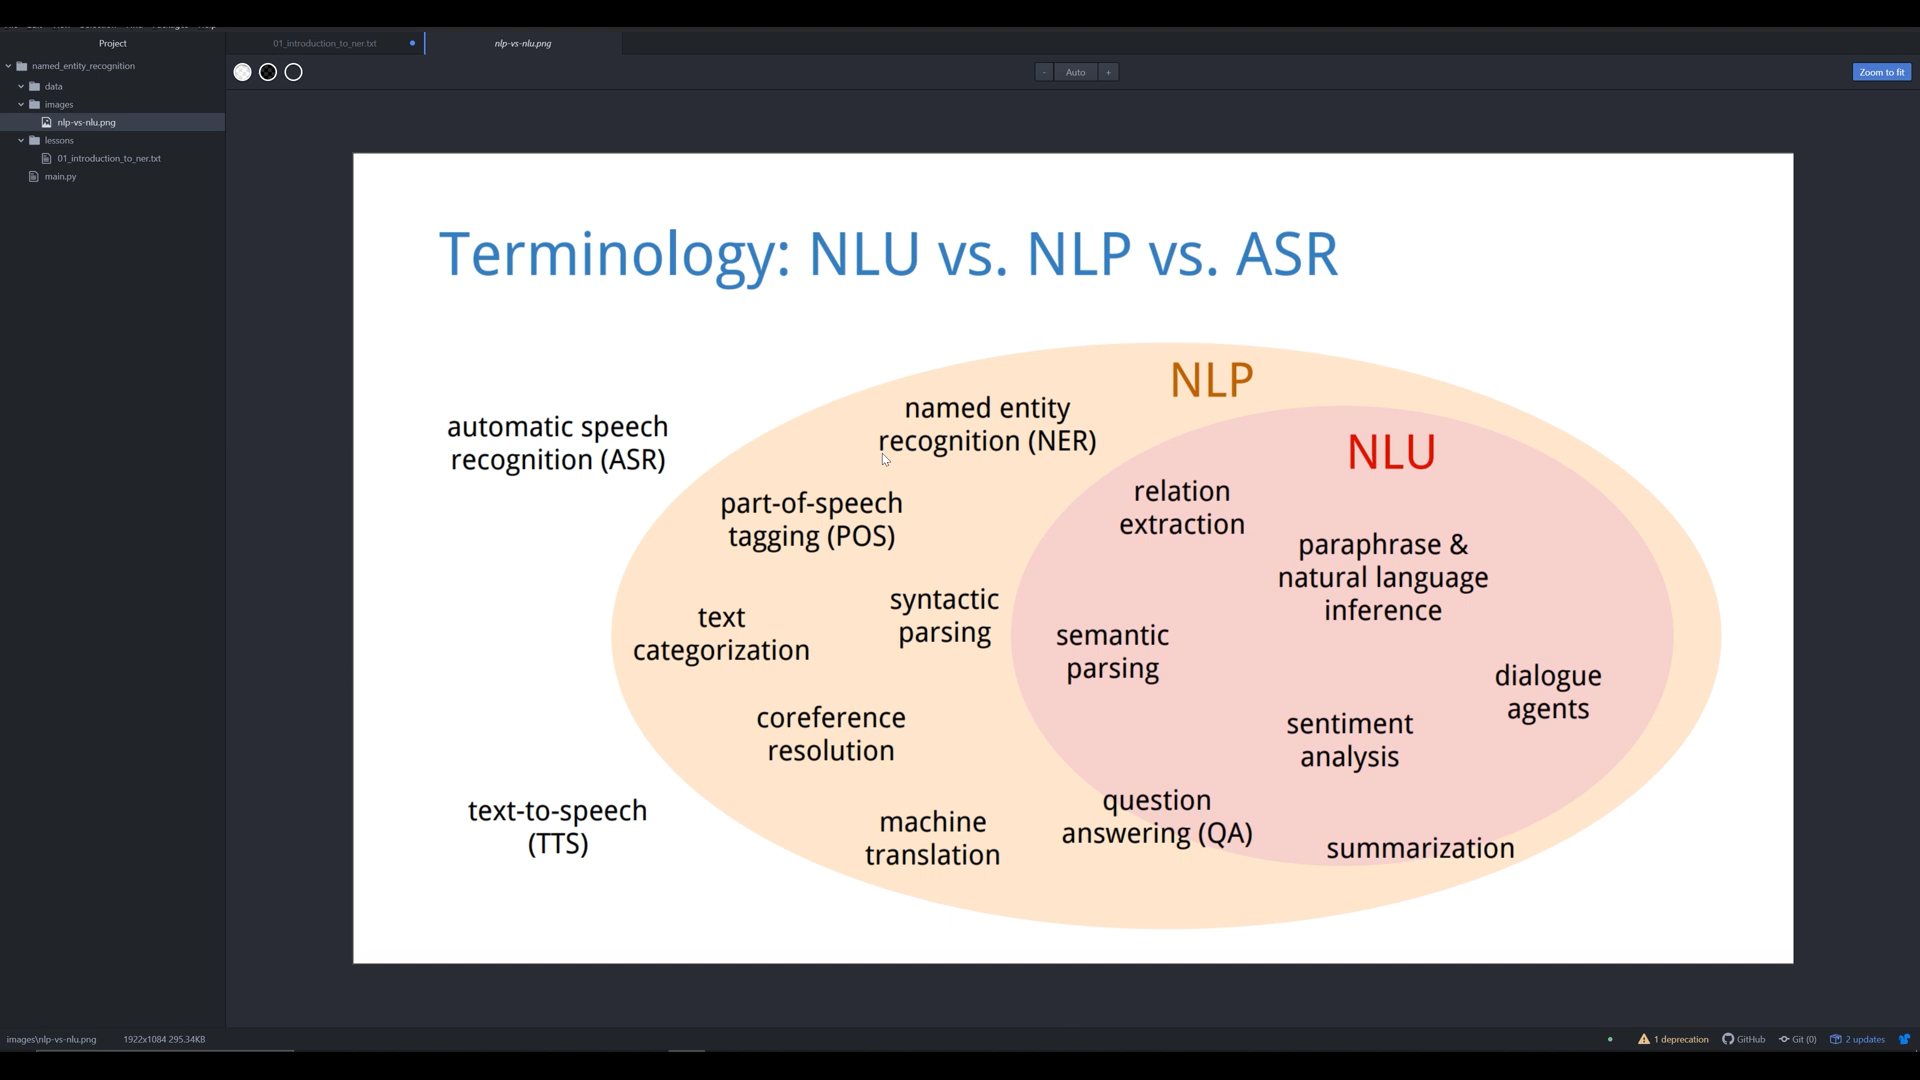 Project
named_entity_recognition
data
images
nlp-vs-nlu.png
lessons
01_introduction_to_ner.txt
main.py
01_introduction_to_ner.txt
nlp-vs-nlu.png
- Auto +
Zoom to fit
Terminology: NLU vs. NLP vs. ASR
NLP
named entity
recognition (NER)
automatic speech
recognition (ASR)
NLU
relation
extraction
part-of-speech
tagging (POS)
paraphrase &
natural language
inference
syntactic
parsing
text
categorization
semantic
parsing
dialogue
agents
coreference
resolution
sentiment
analysis
text-to-speech
(TTS)
machine
translation
question
answering (QA)
summarization
images\nlp-vs-nlu.png
1922x1084 295.34KB
1 deprecation
GitHub
Git (0)
2 updates